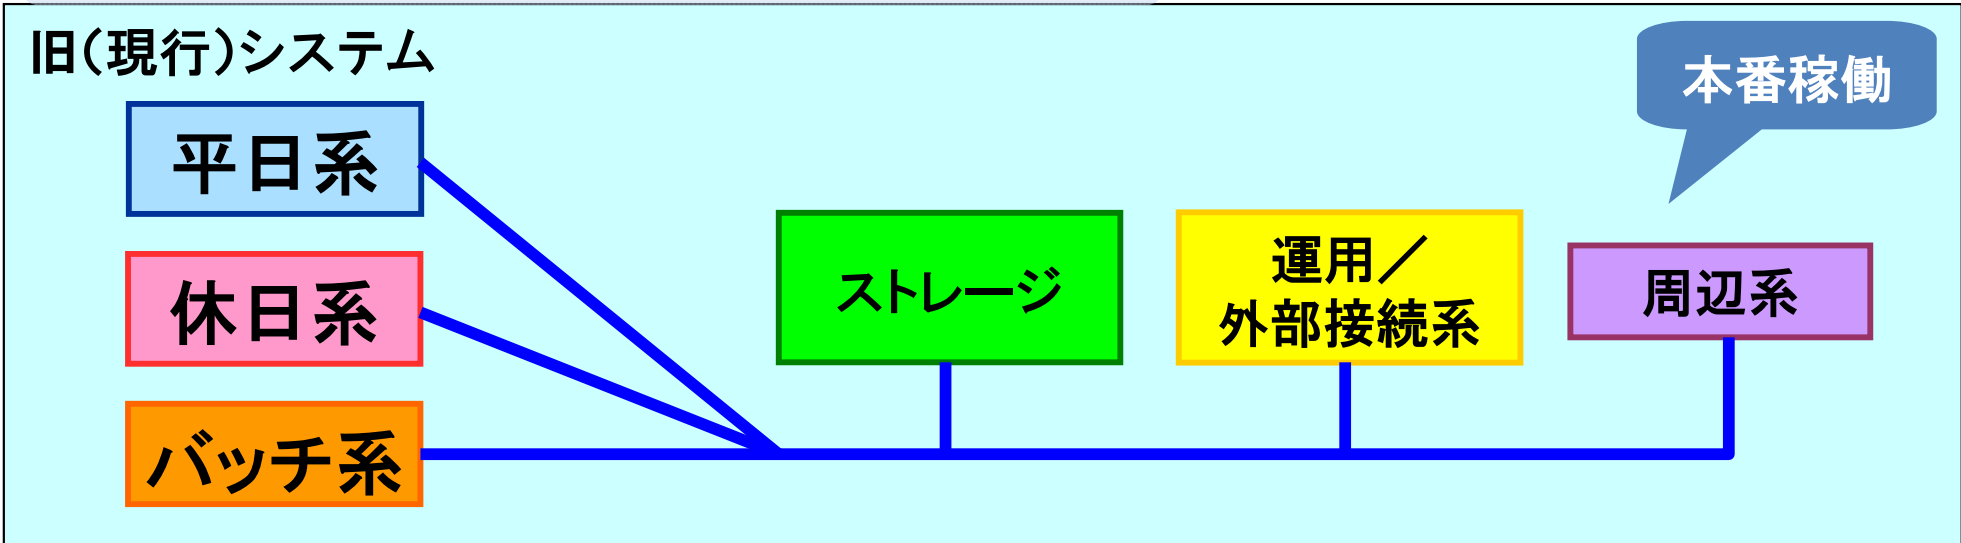 旧（現行）システム
本番稼働
平日系
休日系
バッチ系
ストレージ
運用／
外部接続系
周辺系